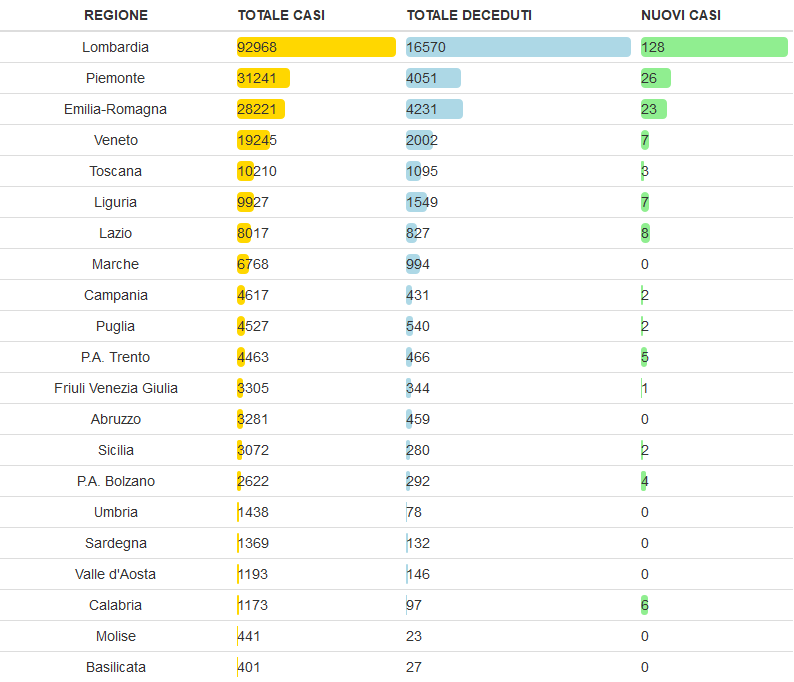 REGIONE TOTALE CASI TOTALE DECEDUTI NUOVI CASI
Lombardia 92968 16570 128
Piemonte 31241 4051 26
Emilia-Romagna 28221 4231 23
Veneto 19245 2002 7
Toscana 10210 1095 3
Liguria 9927 1549 7
Lazio 8017 827 8
Marche 6768 994 0
Campania 4617 431 2
Puglia 4527 540 2
P.A. Trento 4463 466 5
Friuli Venezia Giulia 3305 344 1
Abruzzo 3281 459 0
Sicilia 3072 280 2
P.A. Bolzano 2622 292 4
Umbria 1438 78 0
Sardegna 1369 132 0
Valle d'Aosta 1193 146 0
Calabria 1173 97 6
Molise 441 23 0
Basilicata 401 27 0